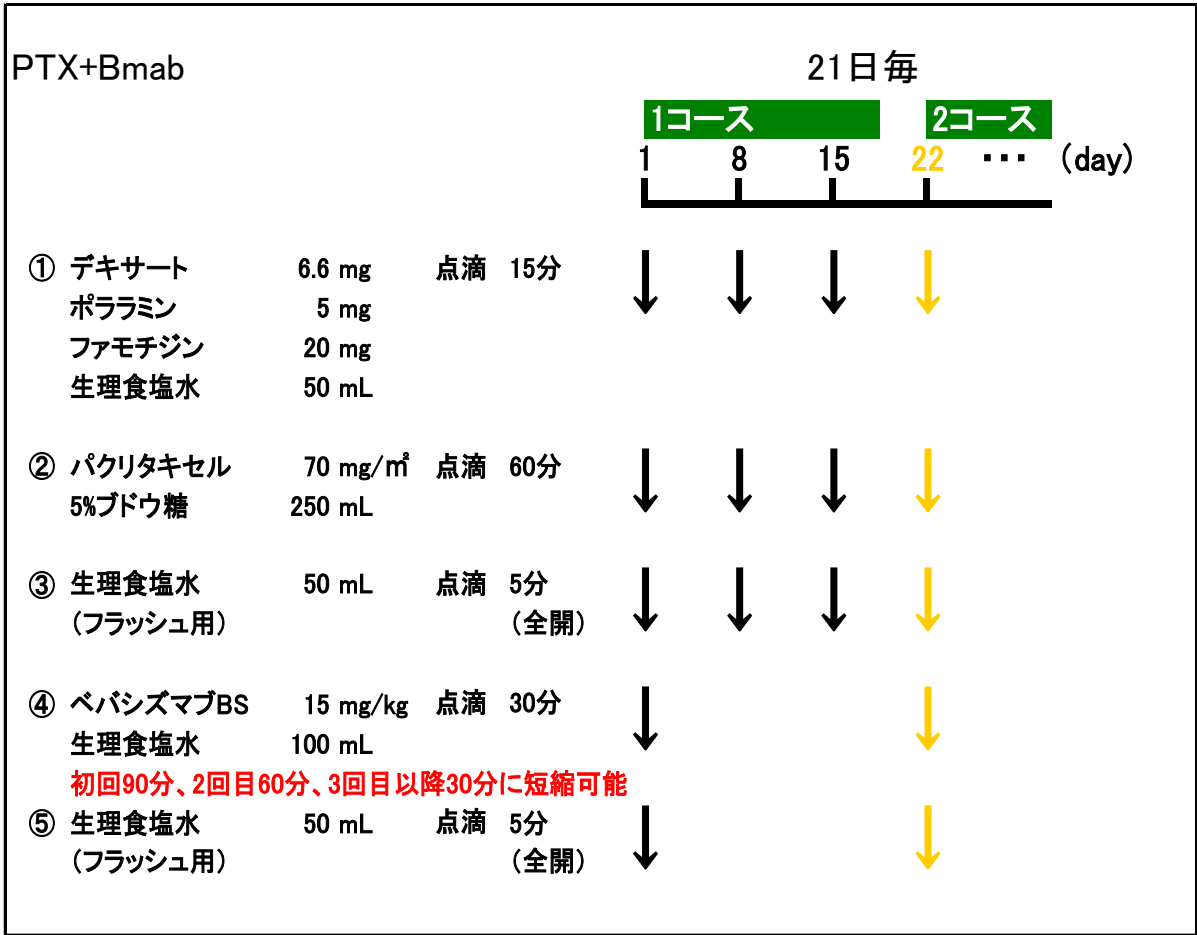 PTX+Bmab 21日毎
1コース 2コース
1 8 15 22 ・・・ (day)
① デキサート 6.6 mg 点滴 15分
ポララミン 5 mg
ファモチジン 20 mg
生理食塩水 50 mL
② パクリタキセル 70 mg/㎡ 点滴 60分
5%ブドウ糖 250 mL
③ 生理食塩水 50 mL 点滴 5分
(フラッシュ用) (全開)
④ ベバシズマブBS 15 mg/kg 点滴 30分
生理食塩水 100 mL
初回90分、2回目60分、3回目以降30分に短縮可能
⑤ 生理食塩水 50 mL 点滴 5分
(フラッシュ用) (全開)